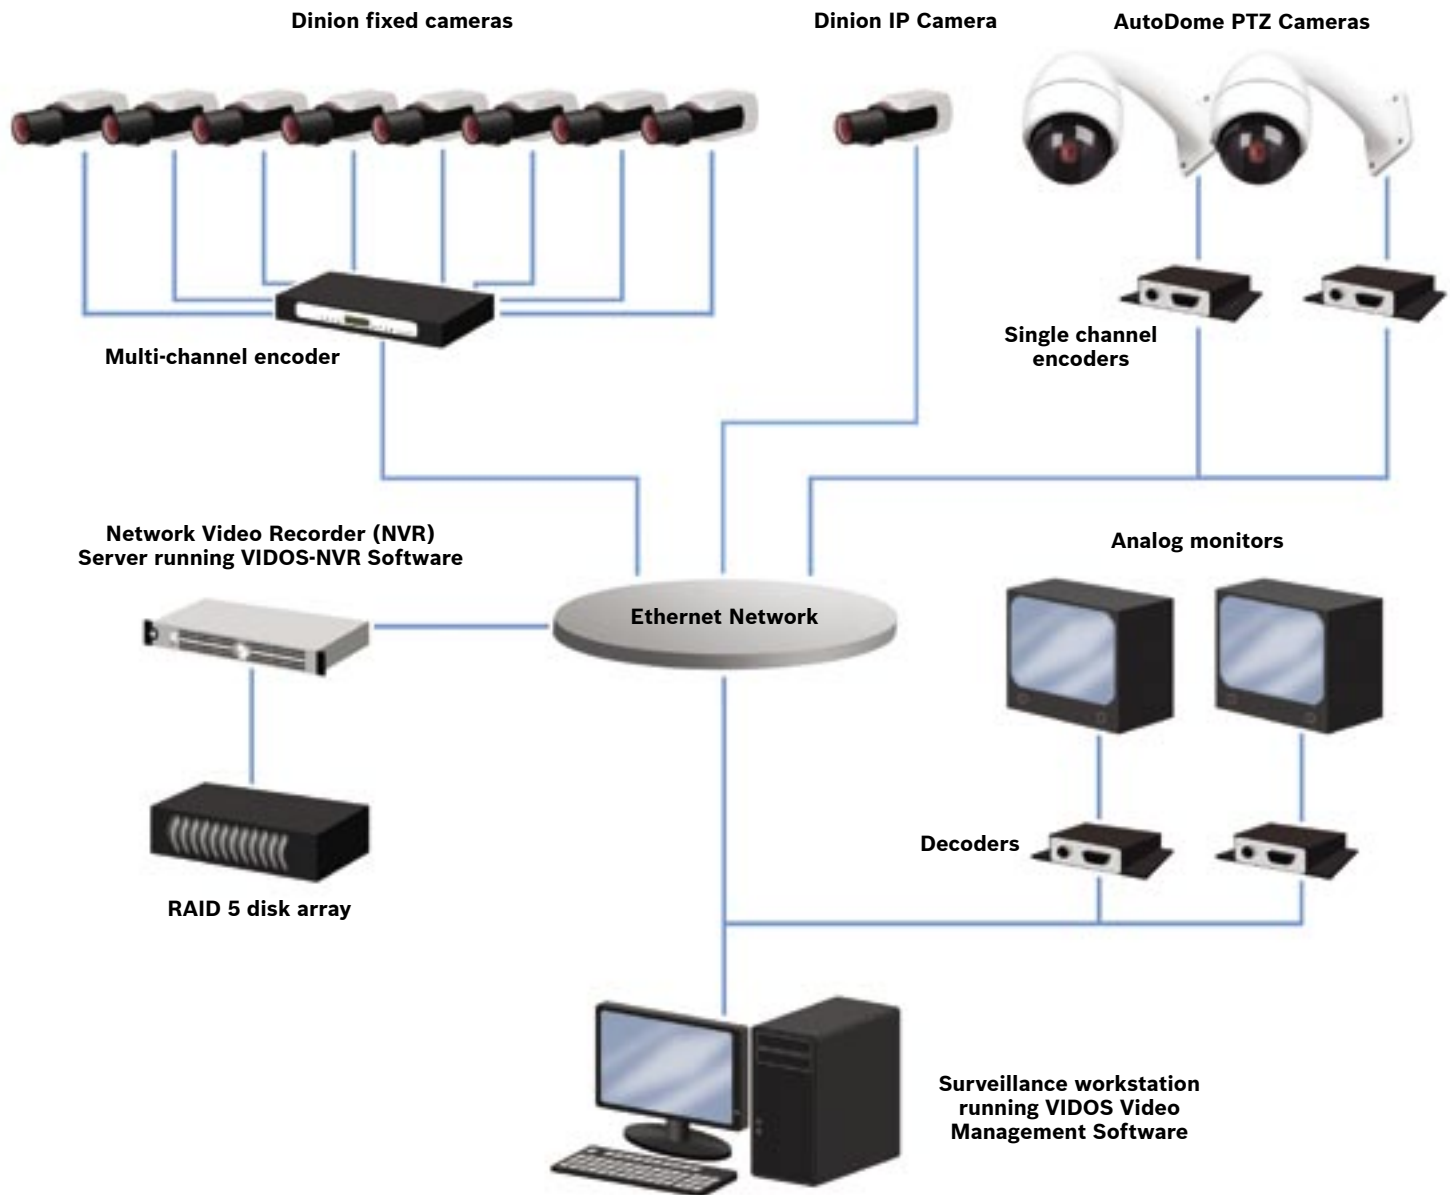 Dinion fixed cameras
Dinion IP Camera
AutoDome PTZ Cameras
Multi-channel encoder
Single channel
encoders
Network Video Recorder (NVR)
Server running VIDOS-NVR Software
Ethernet Network
Analog monitors
Decoders
RAID 5 disk array
Surveillance workstation
running VIDOS Video
Management Software